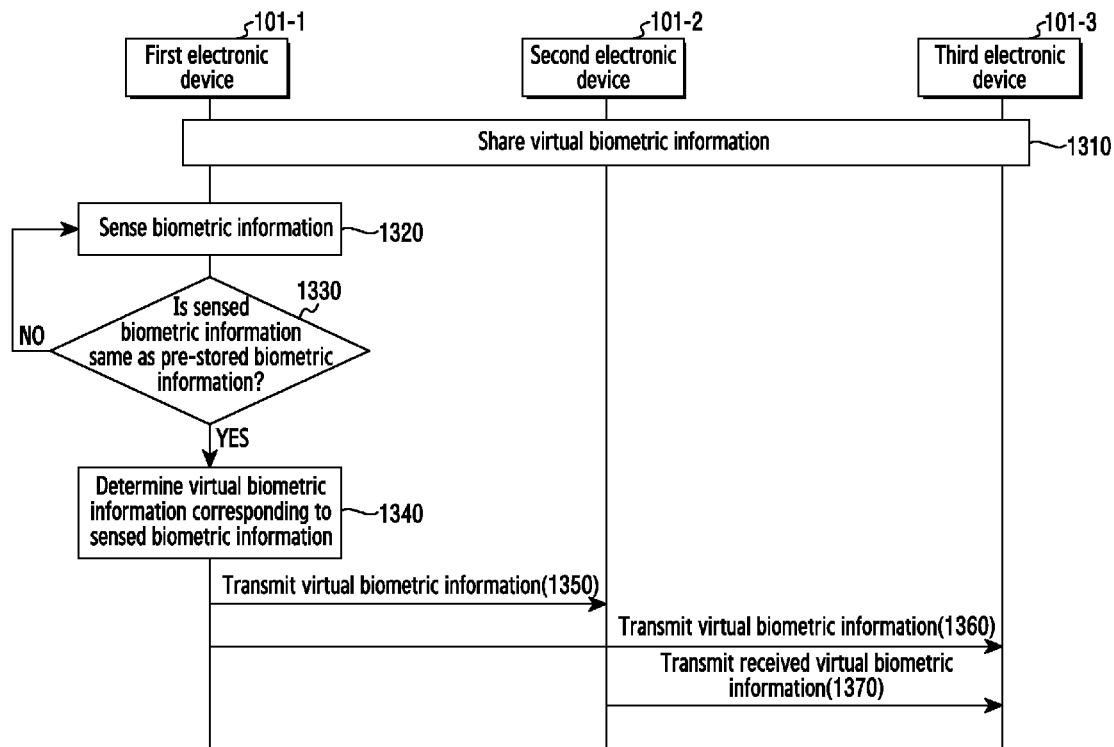 101-1
101-2
101-3
First electronic
device
Second electronic
device
Third electronic
device
Share virtual biometric information
1310
Sense biometric information
1320
1330
Is sensed
biometric information
same as pre-stored biometric
information?
NO
YES
Determine virtual biometric
information corresponding to
sensed biometric information
1340
Transmit virtual biometric information(1350)
Transmit virtual biometric information(1360)
Transmit received virtual biometric
information(1370)